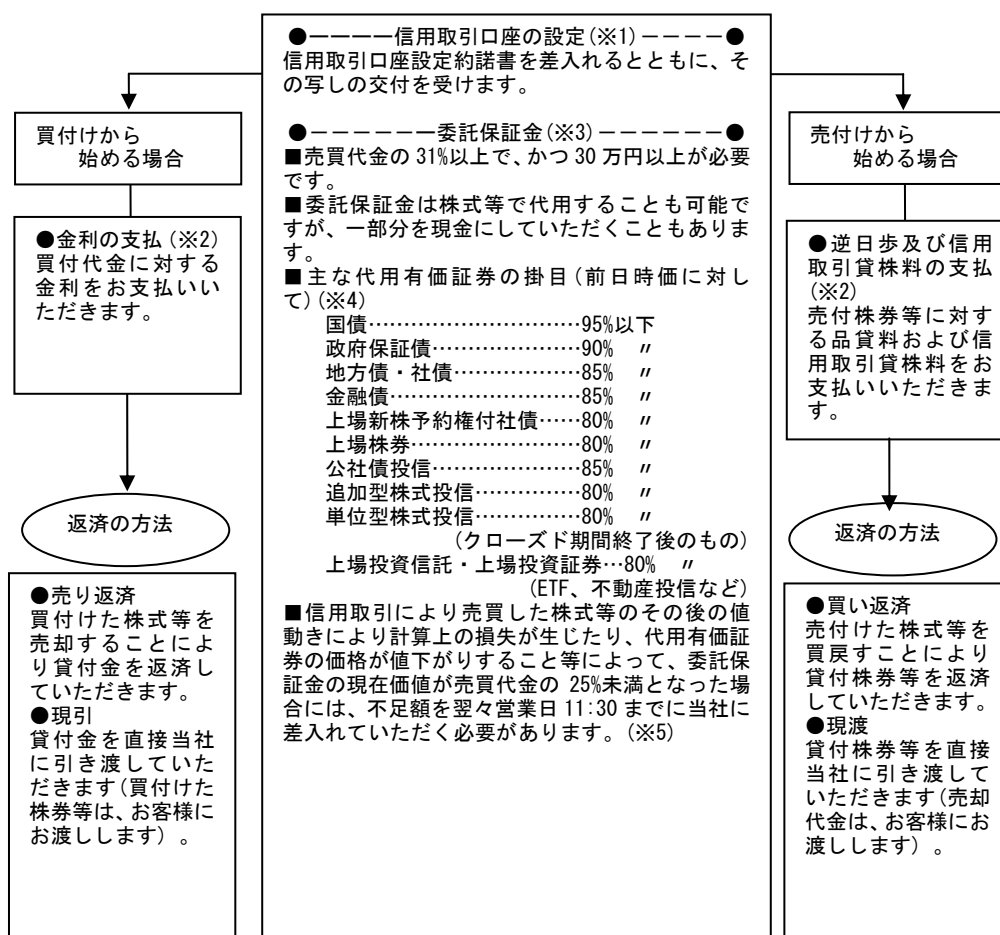 ●ーーーー信用取引口座の設定(※1)－－－－●
信用取引口座設定約諾書を差入れるとともに、そ
の写しの交付を受けます。
●－－－－－－委託保証金(※3)－－－－－－●
■売買代金の31%以上で、かつ30万円以上が必要
です。
■委託保証金は株式等で代用することも可能で
すが、一部分を現金にしていただくこともありま
す。
■主な代用有価証券の掛目(前日時価に対し
て)(※4)
国債…………………………95%以下
政府保証債…………………90% 〃
地方債・社債………………85% 〃
金融債………………………85% 〃
上場新株予約権付社債……80% 〃
上場株券……………………80% 〃
公社債投信…………………85% 〃
追加型株式投信……………80% 〃
単位型株式投信……………80% 〃
(クローズド期間終了後のもの)
上場投資信託・上場投資証券…80% 〃
(ETF、不動産投信など)
■信用取引により売買した株式等のその後の値
動きにより計算上の損失が生じたり、代用有価証
券の価格が値下がりすること等によって、委託保
証金の現在価値が売買代金の25%未満となった場
合には、不足額を翌々営業日11:30までに当社に
差入れていただく必要があります。(※5)
買付けから
始める場合
●金利の支払(※2)
買付代金に対する
金利をお支払いい
ただきます。
返済の方法
●売り返済
買付けた株式等を
売却することによ
り貸付金を返済し
ていただきます。
●現引
貸付金を直接当社
に引き渡していた
だきます(買付けた
株券等は、お客様に
お渡しします)。
売付けから
始める場合
●逆日歩及び信用
取引貸株料の支払
(※2)
売付株券等に対す
る品貸料および信
用取引貸株料をお
支払いいただきま
す。
返済の方法
●買い返済
売付けた株式等を
買戻すことにより
貸付株券等を返済
していただきます。
●現渡
貸付株券等を直接
当社に引き渡して
いただきます(売却
代金は、お客様にお
渡しします)。